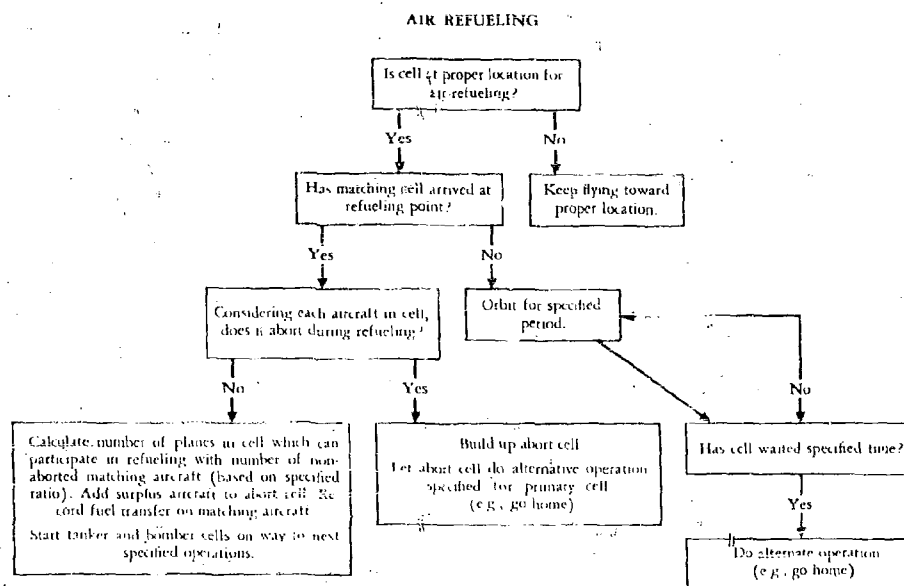 AIR REFUELING
Is cell at proper location for
air-refueling?
Yes
No
Has matching cell arrived at
refueling point?
Keep flying toward
proper location.
Yes
No
Considering each aircraft in cell,
does it abort during refueling?
Orbit for specified
period.
No
Yes
No
Calculate number of planes in cell which can
participate in refueling with number of non-
aborted matching aircraft (based on specified
ratio). Add surplus aircraft to abort cell. Re
cord fuel transfer on matching aircraft
Start tanker and bomber cells on way to next
specified operations.
Build up abort cell
Let abort cell do alternative operation
specified for primary cell
(e.g., go home)
Has cell waited specified time?
Yes
Do alternate operation
(e.g., go home)